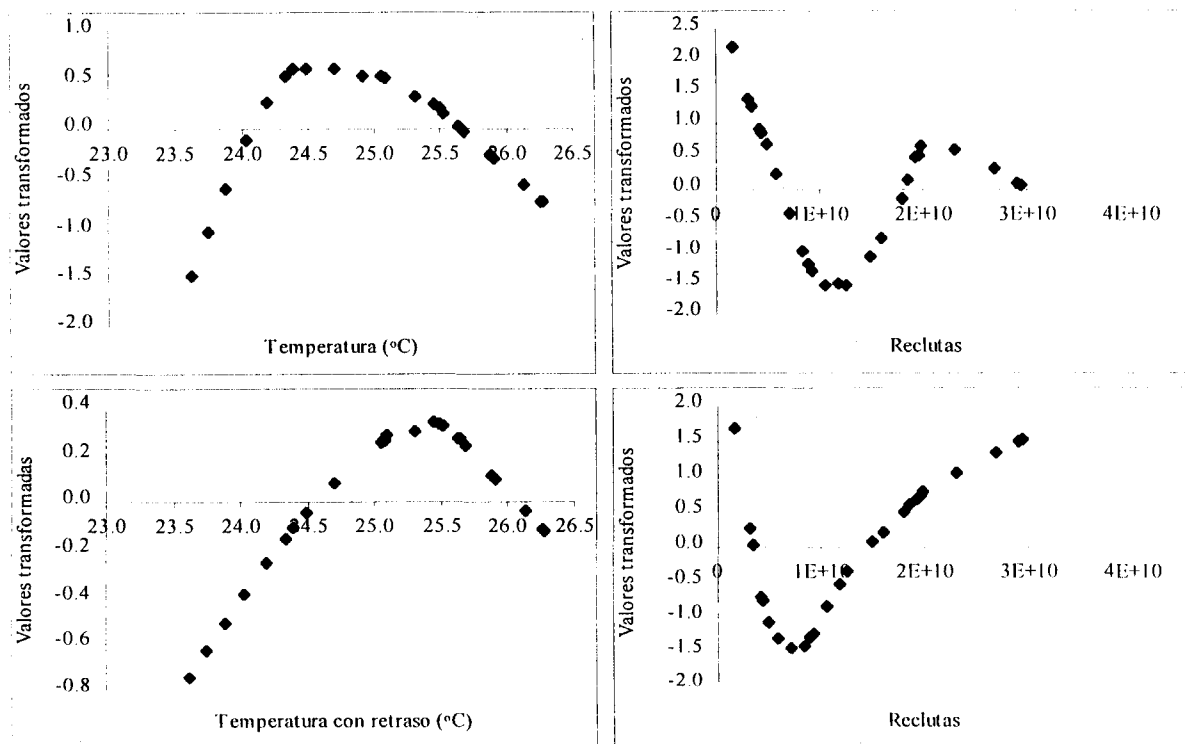 1.0
0.5
0.0
-0.5
-1.0
-1.5
-2.0
23.0 23.5 24.0 24.5 25.0 25.5 26.0 26.5
Valores transformados
Temperatura (°C)
2.5
2.0
1.5
1.0
0.5
0.0
-0.5
-1.0
-1.5
-2.0
0 1E+10 2E+10 3E+10 4E+10
Valores transformados
Reclutas
0.4
0.2
0.0
-0.2
-0.4
-0.6
-0.8
23.0 23.5 24.0 24.5 25.0 25.5 26.0 26.5
Valores transformadas
Temperatura con retraso (°C)
2.0
1.5
1.0
0.5
0.0
-0.5
-1.0
-1.5
-2.0
0 1E+10 2E+10 3E+10 4E+10
Valores transformados
Reclutas